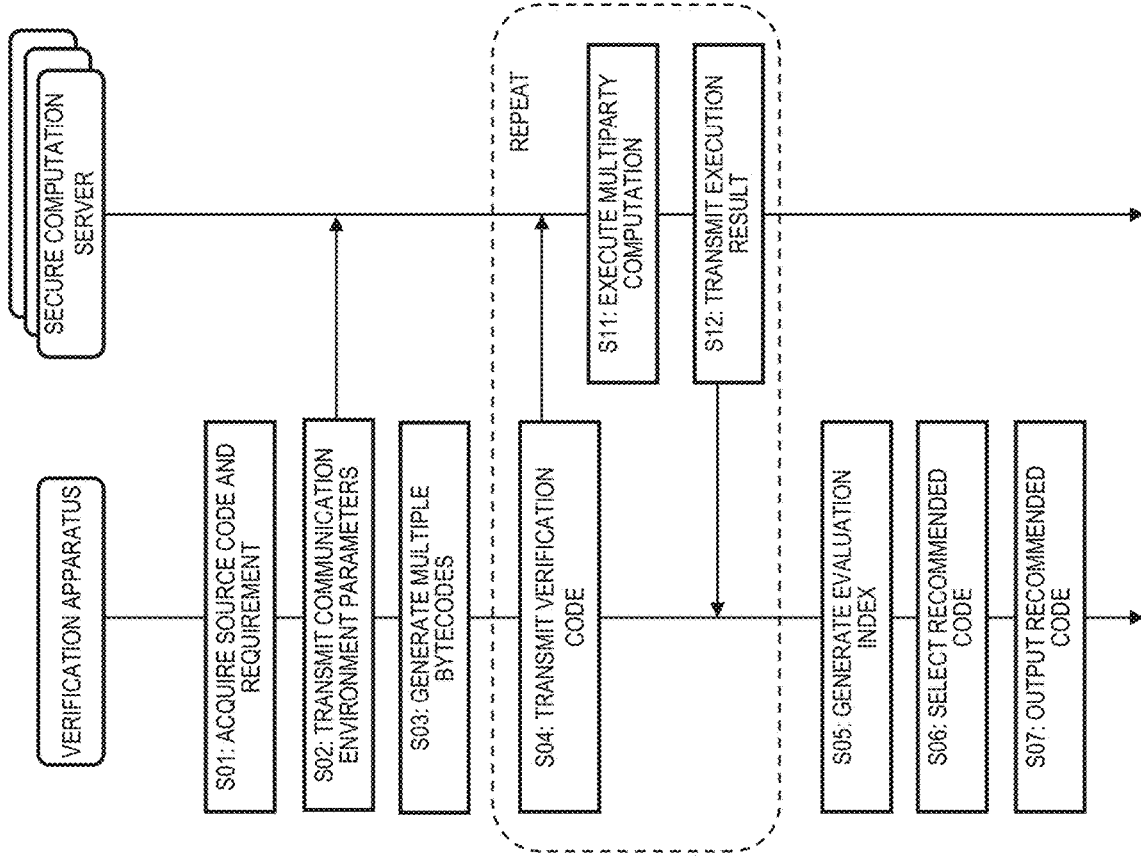 VERIFICATION APPARATUS
SECURE COMPUTATION
SERVER
S01: ACQUIRE SOURCE CODE AND
REQUIREMENT
S02: TRANSMIT COMMUNICATION
ENVIRONMENT PARAMETERS
S03: GENERATE MULTIPLE
BYTECODES
REPEAT
S04: TRANSMIT VERIFICATION
CODE
S11: EXECUTE MULTIPARTY
COMPUTATION
S12: TRANSMIT EXECUTION
RESULT
S05: GENERATE EVALUATION
INDEX
S06: SELECT RECOMMENDED
CODE
S07: OUTPUT RECOMMENDED
CODE